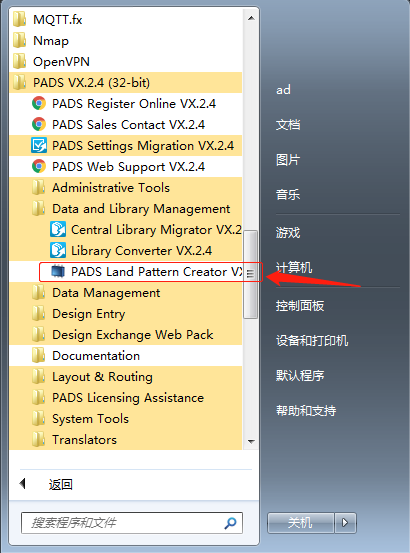 MQTT.fx
Nmap
OpenVPN
PADS VX.2.4 (32-bit)
PADS Register Online VX.2.4
PADS Sales Contact VX.2.4
PADS Settings Migration VX.2.4
PADS Web Support VX.2.4
Administrative Tools
Data and Library Management
Central Library Migrator VX.2
Library Converter VX.2.4
PADS Land Pattern Creator VX
Data Management
Design Entry
Design Exchange Web Pack
Documentation
Layout & Routing
PADS Licensing Assistance
System Tools
Translators
返回
搜索程序和文件
ad
文档
图片
音乐
游戏
计算机
控制面板
设备和打印机
默认程序
帮助和支持
关机